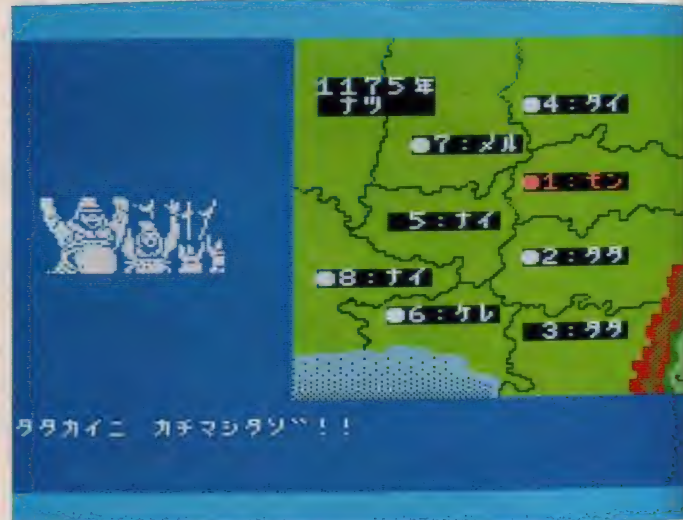 1175年
ナツ
●4:タイ
●7:メル
●1:モン
5:ナイ
●2:タタ
●8:ナイ
●6:ケレ
3:タタ
タタカイニ カチマシタゾ!!